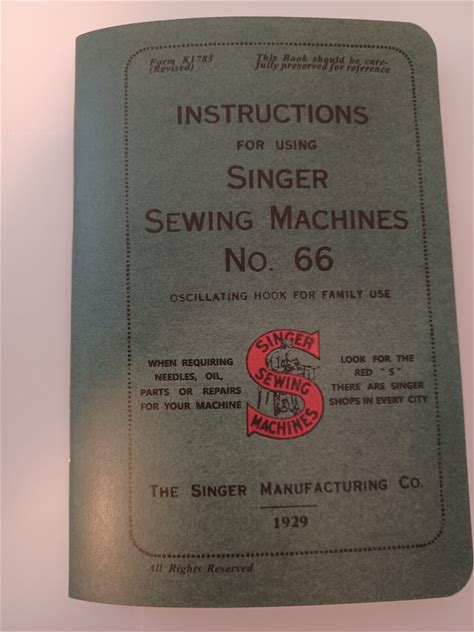 Form K1783
(Revised)
This Book should be care-
fully preserved for reference
INSTRUCTIONS
FOR USING
SINGER
SEWING MACHINES
No. 66
OSCILLATING HOOK FOR FAMILY USE
WHEN REQUIRING
NEEDLES, OIL,
PARTS OR REPAIRS
FOR YOUR MACHINE
SINGER
SEWING
MACHINES
LOOK FOR THE
RED "S"
THERE ARE SINGER
SHOPS IN EVERY CITY
THE SINGER MANUFACTURING CO.
1929
All Rights Reserved